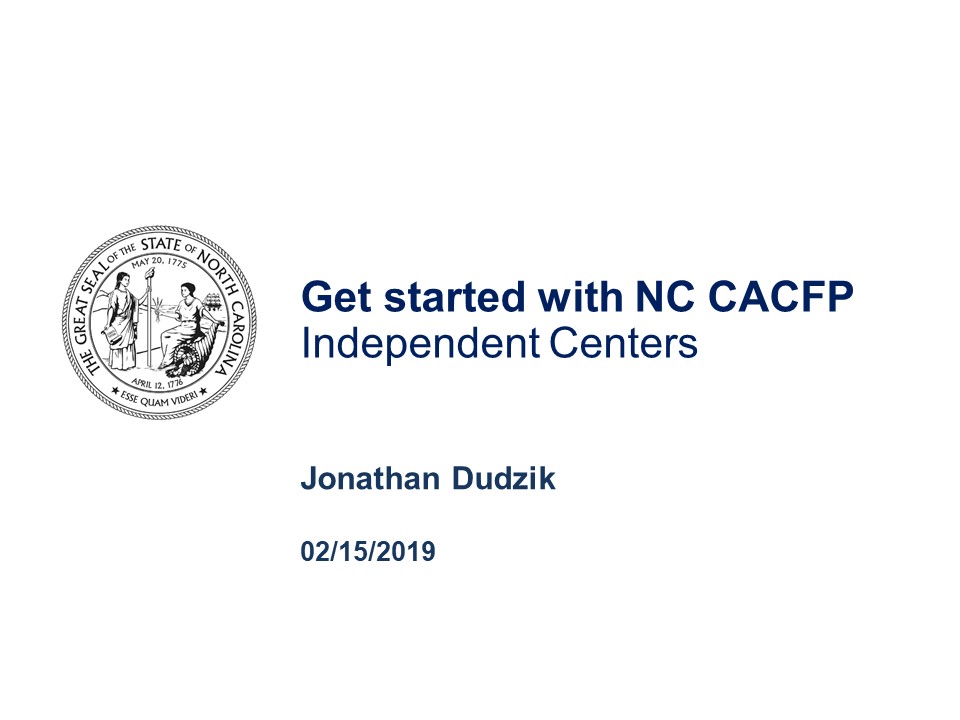 THE GREAT SEAL OF THE STATE OF NORTH CAROLINA
MAY 20, 1775
APRIL 12, 1776
★ ESSE QUAM VIDERI ★
Get started with NC CACFP
Independent Centers
Jonathan Dudzik
02/15/2019